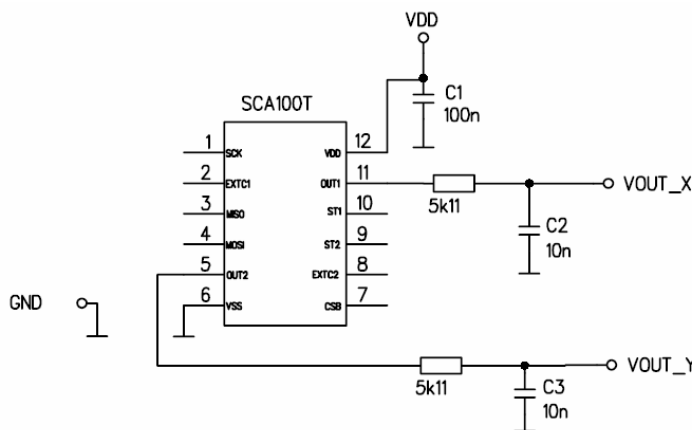 VDD
C1
100n
SCA100T
1 SCK VDD 12
2 EXTC1 OUT1 11
3 MISO ST1 10
4 MOSI ST2 9
5 OUT2 EXTC2 8
6 VSS CSB 7
5k11
VOUT_X
C2
10n
GND
5k11
VOUT_Y
C3
10n